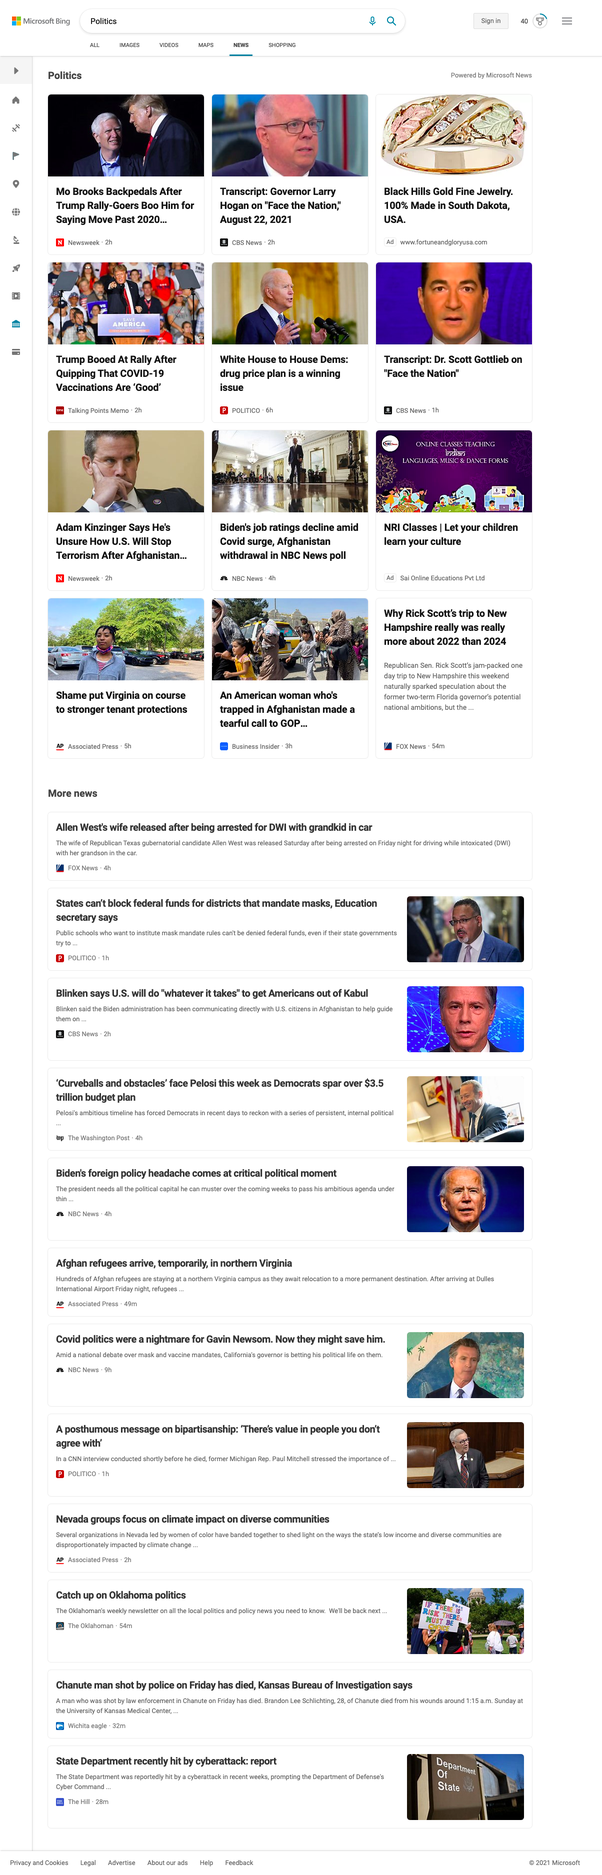 Microsoft Bing
Politics
Sign in
40
ALL
IMAGES
VIDEOS
MAPS
NEWS
SHOPPING
Politics
Powered by Microsoft News
Mo Brooks Backpedals After
Trump Rally-Goers Boo Him for
Saying Move Past 2020...
Newsweek · 2h
Transcript: Governor Larry
Hogan on "Face the Nation,"
August 22, 2021
CBS News · 2h
Black Hills Gold Fine Jewelry.
100% Made in South Dakota,
USA.
Ad www.fortuneandgloryusa.com
SAVE
AMERICA
Trump Booed At Rally After
Quipping That COVID-19
Vaccinations Are ‘Good’
Talking Points Memo · 2h
White House to House Dems:
drug price plan is a winning
issue
POLITICO · 6h
Transcript: Dr. Scott Gottlieb on
"Face the Nation"
CBS News · 1h
Adam Kinzinger Says He's
Unsure How U.S. Will Stop
Terrorism After Afghanistan...
Newsweek · 2h
Biden's job ratings decline amid
Covid surge, Afghanistan
withdrawal in NBC News poll
NBC News · 4h
ONLINE CLASSES TEACHING
Indian
LANGUAGES, MUSIC & DANCE FORMS
NRI Classes | Let your children
learn your culture
Ad Sai Online Educations Pvt Ltd
Shame put Virginia on course
to stronger tenant protections
AP Associated Press · 5h
An American woman who's
trapped in Afghanistan made a
tearful call to GOP...
Business Insider · 3h
Why Rick Scott’s trip to New
Hampshire really was really
more about 2022 than 2024
Republican Sen. Rick Scott’s jam-packed one
day trip to New Hampshire this weekend
naturally sparked speculation about the
former two-term Florida governor’s potential
national ambitions, but the ...
FOX News · 54m
More news
Allen West's wife released after being arrested for DWI with grandkid in car
The wife of Republican Texas gubernatorial candidate Allen West was released Saturday after being arrested on Friday night for driving while intoxicated (DWI)
with her grandson in the car.
FOX News · 4h
States can’t block federal funds for districts that mandate masks, Education
secretary says
Public schools who want to institute mask mandate rules can't be denied federal funds, even if their state governments
try to ...
POLITICO · 1h
Blinken says U.S. will do "whatever it takes" to get Americans out of Kabul
Blinken said the Biden administration has been communicating directly with U.S. citizens in Afghanistan to help guide
them on ...
CBS News · 2h
‘Curveballs and obstacles’ face Pelosi this week as Democrats spar over $3.5
trillion budget plan
Pelosi’s ambitious timeline has forced Democrats in recent days to reckon with a series of persistent, internal political
...
wp The Washington Post · 4h
Biden's foreign policy headache comes at critical political moment
The president needs all the political capital he can muster over the coming weeks to pass his ambitious agenda under
thin ...
NBC News · 4h
Afghan refugees arrive, temporarily, in northern Virginia
Hundreds of Afghan refugees are staying at a northern Virginia campus as they await relocation to a more permanent destination. After arriving at Dulles
International Airport Friday night, refugees ...
AP Associated Press · 49m
Covid politics were a nightmare for Gavin Newsom. Now they might save him.
Amid a national debate over mask and vaccine mandates, California’s governor is betting his political life on them.
NBC News · 9h
A posthumous message on bipartisanship: ‘There’s value in people you don’t
agree with’
In a CNN interview conducted shortly before he died, former Michigan Rep. Paul Mitchell stressed the importance of ...
POLITICO · 1h
Nevada groups focus on climate impact on diverse communities
Several organizations in Nevada led by women of color have banded together to shed light on the ways the state’s low income and diverse communities are
disproportionately impacted by climate change ...
AP Associated Press · 2h
Catch up on Oklahoma politics
The Oklahoman's weekly newsletter on all the local politics and policy news you need to know. We'll be back next ...
The Oklahoman · 54m
IF THERE IS
RISK THERE
MUST BE
Chanute man shot by police on Friday has died, Kansas Bureau of Investigation says
A man who was shot by law enforcement in Chanute on Friday has died. Brandon Lee Schlichting, 28, of Chanute died from his wounds around 1:15 a.m. Sunday at
the University of Kansas Medical Center, ...
Wichita eagle · 32m
State Department recently hit by cyberattack: report
The State Department was reportedly hit by a cyberattack in recent weeks, prompting the Department of Defense's
Cyber Command ...
The Hill · 28m
Department
Of
State
Privacy and Cookies
Legal
Advertise
About our ads
Help
Feedback
© 2021 Microsoft